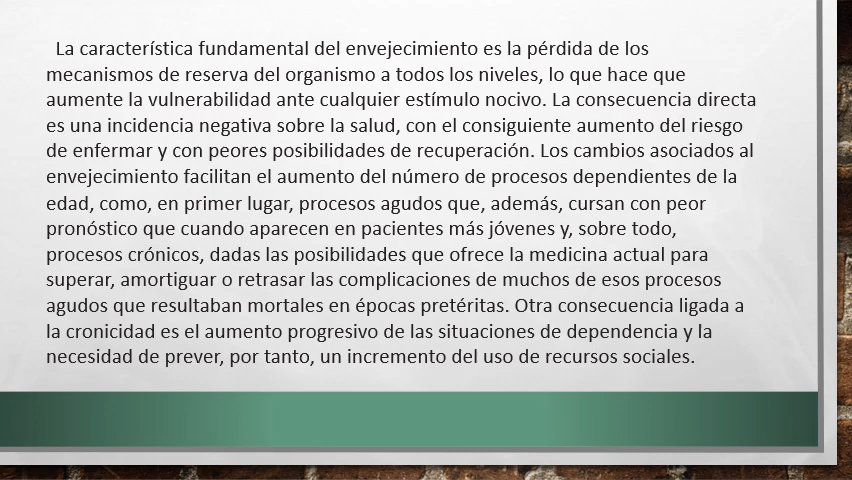 La característica fundamental del envejecimiento es la pérdida de los
mecanismos de reserva del organismo a todos los niveles, lo que hace que
aumente la vulnerabilidad ante cualquier estímulo nocivo. La consecuencia directa
es una incidencia negativa sobre la salud, con el consiguiente aumento del riesgo
de enfermar y con peores posibilidades de recuperación. Los cambios asociados al
envejecimiento facilitan el aumento del número de procesos dependientes de la
edad, como, en primer lugar, procesos agudos que, además, cursan con peor
pronóstico que cuando aparecen en pacientes más jóvenes y, sobre todo,
procesos crónicos, dadas las posibilidades que ofrece la medicina actual para
superar, amortiguar o retrasar las complicaciones de muchos de esos procesos
agudos que resultaban mortales en épocas pretéritas. Otra consecuencia ligada a
la cronicidad es el aumento progresivo de las situaciones de dependencia y la
necesidad de prever, por tanto, un incremento del uso de recursos sociales.